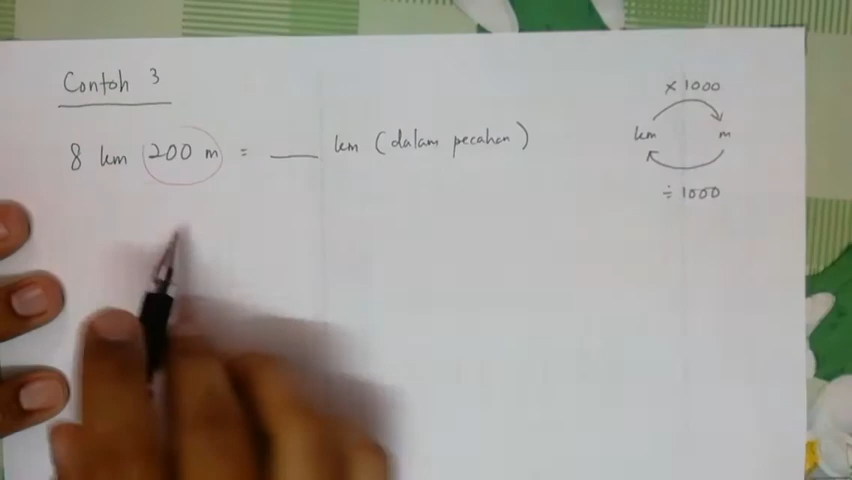 Contoh 3
8 km 200 m = ___ km (dalam pecahan)
× 1000
km m
÷ 1000